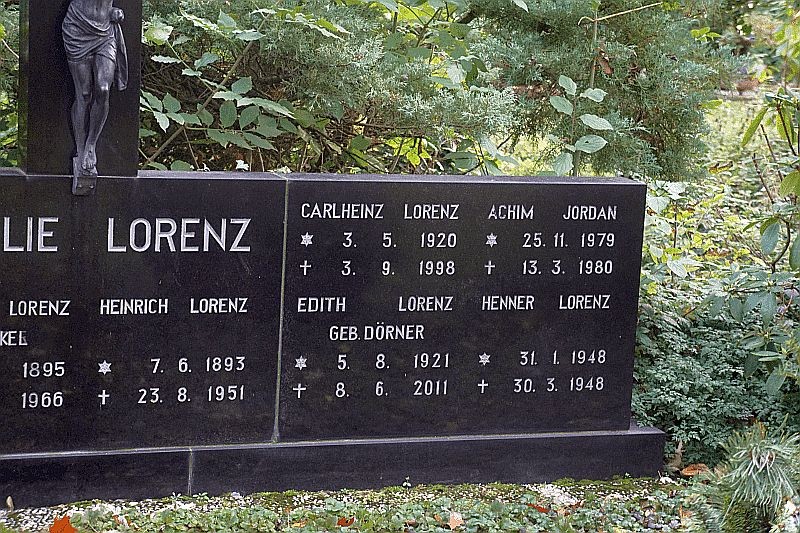 LIE LORENZ
LORENZ HEINRICH LORENZ
KEE
1895 * 7. 6. 1893
1966 † 23. 8. 1951
CARLHEINZ LORENZ ACHIM JORDAN
* 3. 5. 1920 * 25. 11. 1979
† 3. 9. 1998 † 13. 3. 1980
EDITH LORENZ HENNER LORENZ
GEB. DÖRNER
* 5. 8. 1921 * 31. 1. 1948
† 8. 6. 2011 † 30. 3. 1948